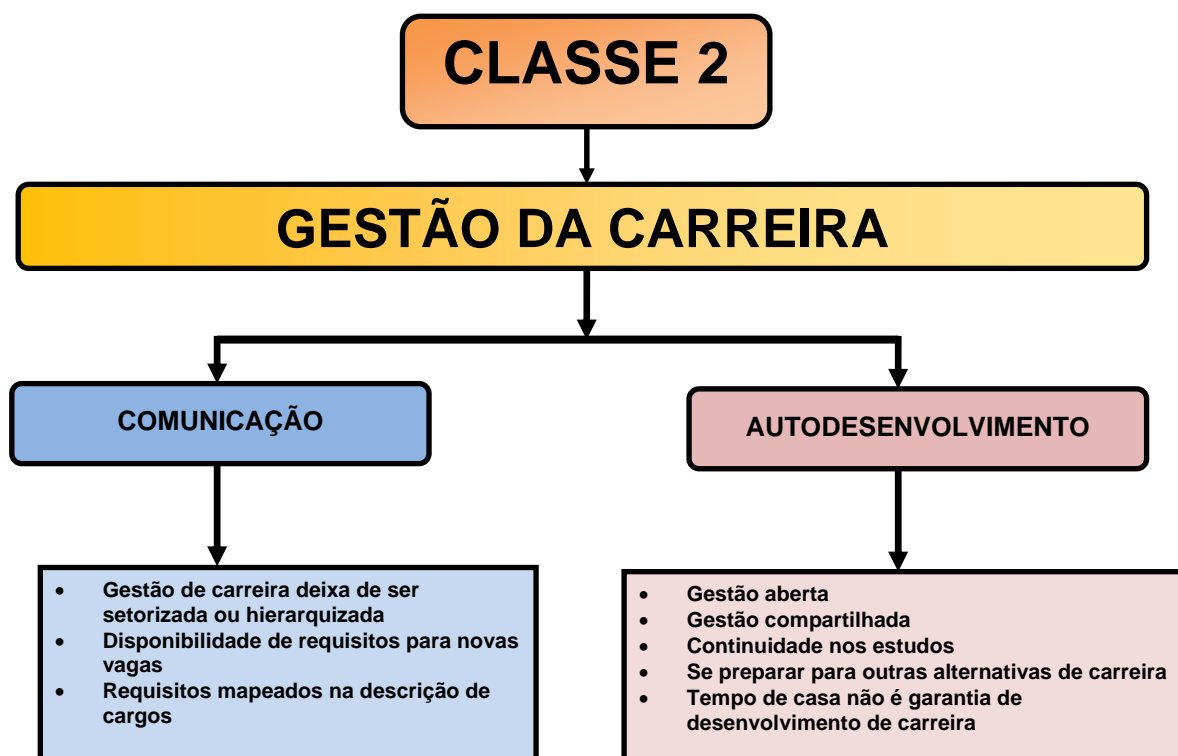 CLASSE 2
GESTÃO DA CARREIRA
COMUNICAÇÃO
• Gestão de carreira deixa de ser
setorizada ou hierarquizada
• Disponibilidade de requisitos para novas
vagas
• Requisitos mapeados na descrição de
cargos
AUTODESENVOLVIMENTO
• Gestão aberta
• Gestão compartilhada
• Continuidade nos estudos
• Se preparar para outras alternativas de carreira
• Tempo de casa não é garantia de
desenvolvimento de carreira